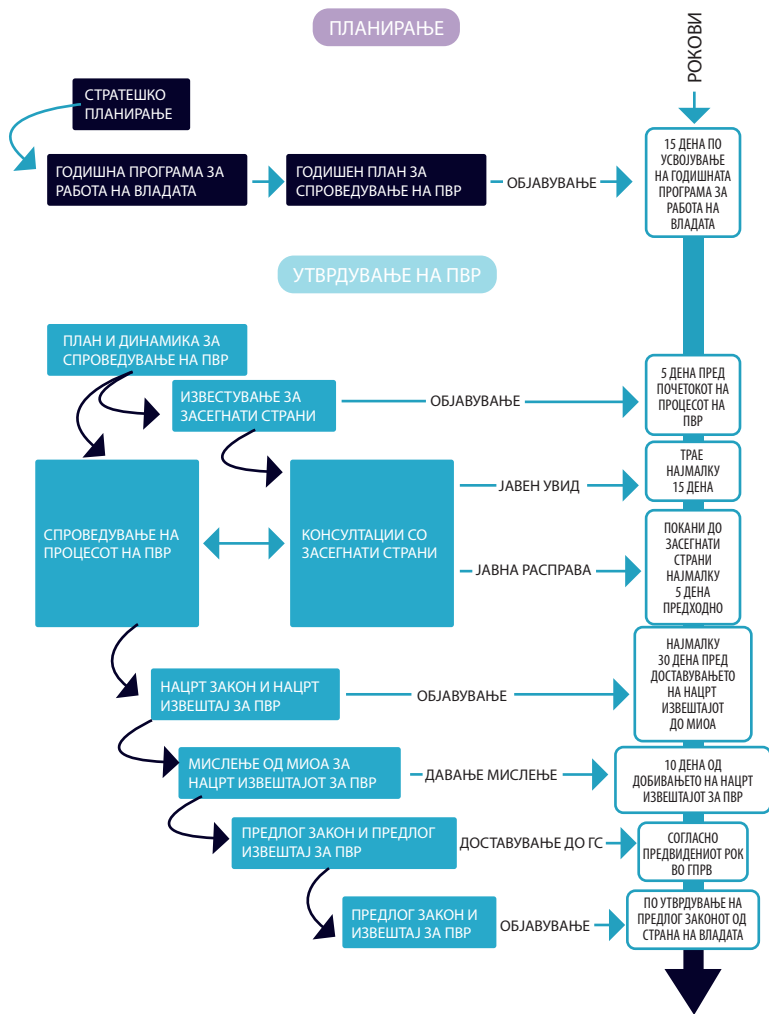 ПЛАНИРАЊЕ
РОКОВИ
СТРАТЕШКО
ПЛАНИРАЊЕ
ГОДИШНА ПРОГРАМА ЗА
РАБОТА НА ВЛАДАТА
ГОДИШЕН ПЛАН ЗА
СПРОВЕДУВАЊЕ НА ПВР
ОБЈАВУВАЊЕ
15 ДЕНА ПО
УСВОЈУВАЊЕ
НА ГОДИШНАТА
ПРОГРАМА ЗА
РАБОТА НА
ВЛАДАТА
УТВРДУВАЊЕ НА ПВР
ПЛАН И ДИНАМИКА ЗА
СПРОВЕДУВАЊЕ НА ПВР
ИЗВЕСТУВАЊЕ ЗА
ЗАСЕГНАТИ СТРАНИ
ОБЈАВУВАЊЕ
5 ДЕНА ПРЕД
ПОЧЕТОКОТ НА
ПРОЦЕСОТ НА
ПВР
СПРОВЕДУВАЊЕ НА
ПРОЦЕСОТ НА ПВР
КОНСУЛТАЦИИ СО
ЗАСЕГНАТИ СТРАНИ
ЈАВЕН УВИД
ТРАЕ
НАЈМАЛКУ
15 ДЕНА
ЈАВНА РАСПРАВА
ПОКАНИ ДО
ЗАСЕГНАТИ
СТРАНИ
НАЈМАЛКУ
5 ДЕНА
ПРЕДХОДНО
НАЦРТ ЗАКОН И НАЦРТ
ИЗВЕШТАЈ ЗА ПВР
ОБЈАВУВАЊЕ
НАЈМАЛКУ
30 ДЕНА ПРЕД
ДОСТАВУВАЊЕТО
НА НАЦРТ
ИЗВЕШТАЈОТ
ДО МИОА
МИСЛЕЊЕ ОД МИОА ЗА
НАЦРТ ИЗВЕШТАЈОТ ЗА ПВР
ДАВАЊЕ МИСЛЕЊЕ
10 ДЕНА ОД
ДОБИВАЊЕТО НА НАЦРТ
ИЗВЕШТАЈОТ ЗА ПВР
ПРЕДЛОГ ЗАКОН И ПРЕДЛОГ
ИЗВЕШТАЈ ЗА ПВР
ДОСТАВУВАЊЕ ДО ГС
СОГЛАСНО
ПРЕДВИДЕНИОТ РОК
ВО ГПРВ
ПРЕДЛОГ ЗАКОН И
ИЗВЕШТАЈ ЗА ПВР
ОБЈАВУВАЊЕ
ПО УТВРДУВАЊЕ НА
ПРЕДЛОГ ЗАКОНОТ ОД
СТРАНА НА ВЛАДАТА